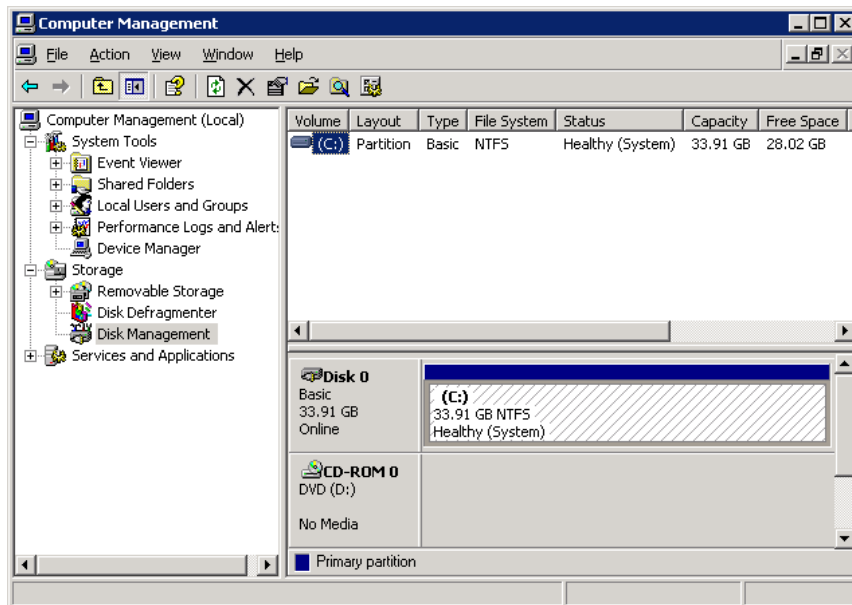 Computer Management
File Action View Window Help
Computer Management (Local)
System Tools
Event Viewer
Shared Folders
Local Users and Groups
Performance Logs and Alert
Device Manager
Storage
Removable Storage
Disk Defragmenter
Disk Management
Services and Applications
Volume Layout Type File System Status Capacity Free Space
(C:) Partition Basic NTFS Healthy (System) 33.91 GB 28.02 GB
Disk 0
Basic
33.91 GB
Online
(C:)
33.91 GB NTFS
Healthy (System)
CD-ROM 0
DVD (D:)
No Media
Primary partition